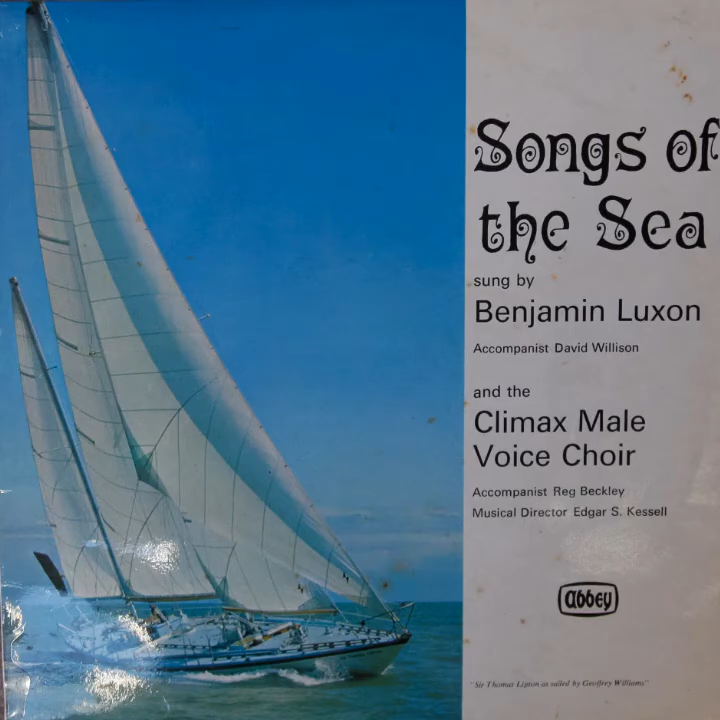 Songs of
the Sea
sung by
Benjamin Luxon
Accompanist David Willison
and the
Climax Male
Voice Choir
Accompanist Reg Beckley
Musical Director Edgar S. Kessell
abbey
"Sir Thomas Lipton as sailed by Geoffrey Williams"